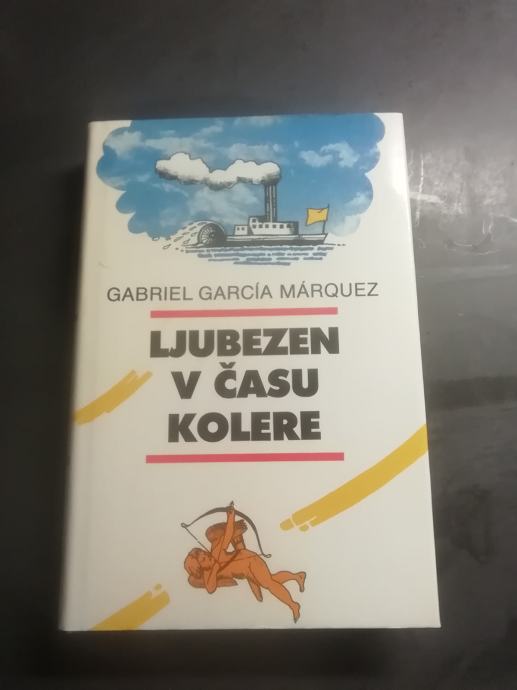 GABRIEL GARCÍA MÁRQUEZ
LJUBEZEN
V ČASU
KOLERE